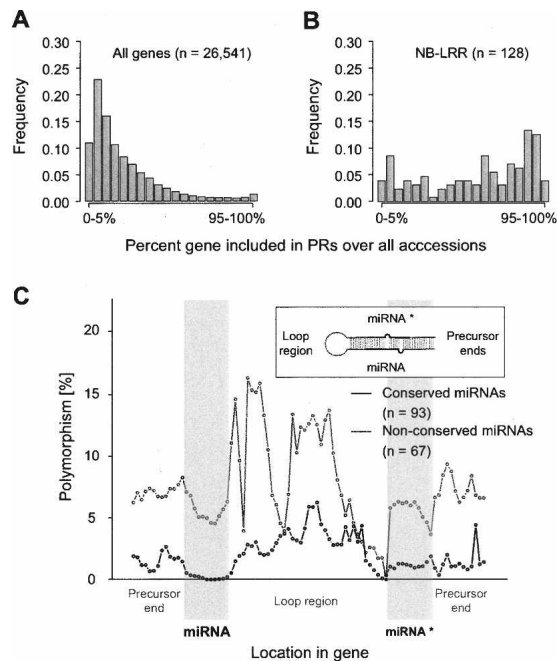 A
B
All genes (n = 26,541)
NB-LRR (n = 128)
Frequency
0.30
0.25
0.20
0.15
0.10
0.05
0.00
0-5%
95-100%
Frequency
0.30
0.25
0.20
0.15
0.10
0.05
0.00
0-5%
95-100%
Percent gene included in PRs over all acccessions
C
Polymorphism [%]
20
15
10
5
0
miRNA *
Loop
region
Precursor
ends
miRNA
Conserved miRNAs
(n = 93)
Non-conserved miRNAs
(n = 67)
Precursor
end
Loop region
Precursor
end
miRNA
miRNA *
Location in gene